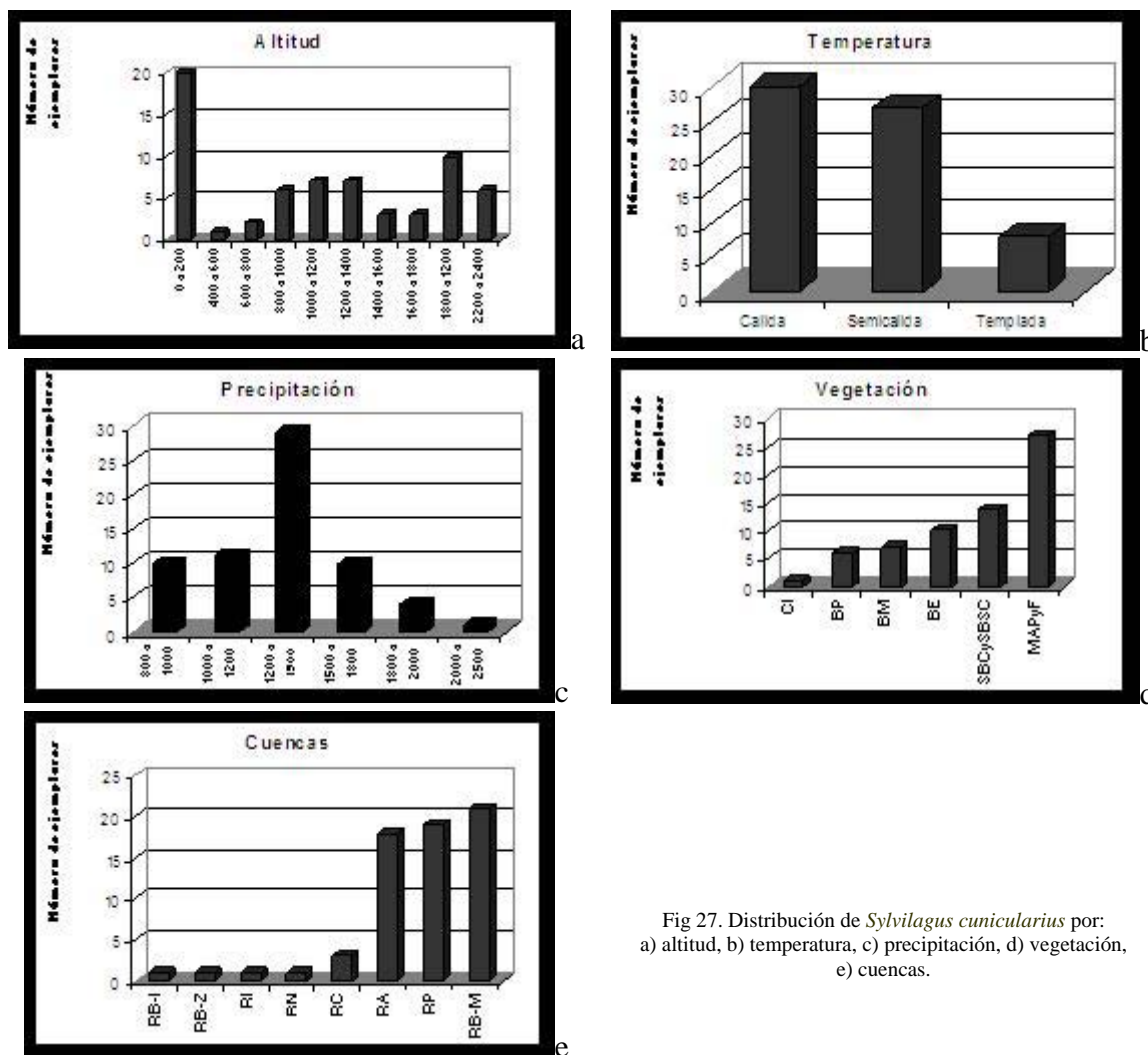 Altitud
Número de
ejemplares
20
15
10
5
0
0 a 200
400 a 600
600 a 800
800 a 1000
1000 a 1200
1200 a 1400
1400 a 1600
1600 a 1800
1800 a 1200
2200 a 2400
a
Temperatura
Número de ejemplares
30
25
20
15
10
5
0
Calida
Semicalida
Templada
b
Precipitación
Número de ejemplares
30
25
20
15
10
5
0
800 a
1000
1000 a
1200
1200 a
1500
1500 a
1800
1800 a
2000
2000 a
2500
c
Vegetación
Número de
ejemplares
30
25
20
15
10
5
0
CI
BP
BM
BE
SBCySBSC
MAPyF
d
Cuencas
Número de ejemplares
25
20
15
10
5
0
RB-I
RB-Z
RI
RN
RC
RA
RP
RB-M
e
Fig 27. Distribución de Sylvilagus cunicularius por:
a) altitud, b) temperatura, c) precipitación, d) vegetación,
e) cuencas.